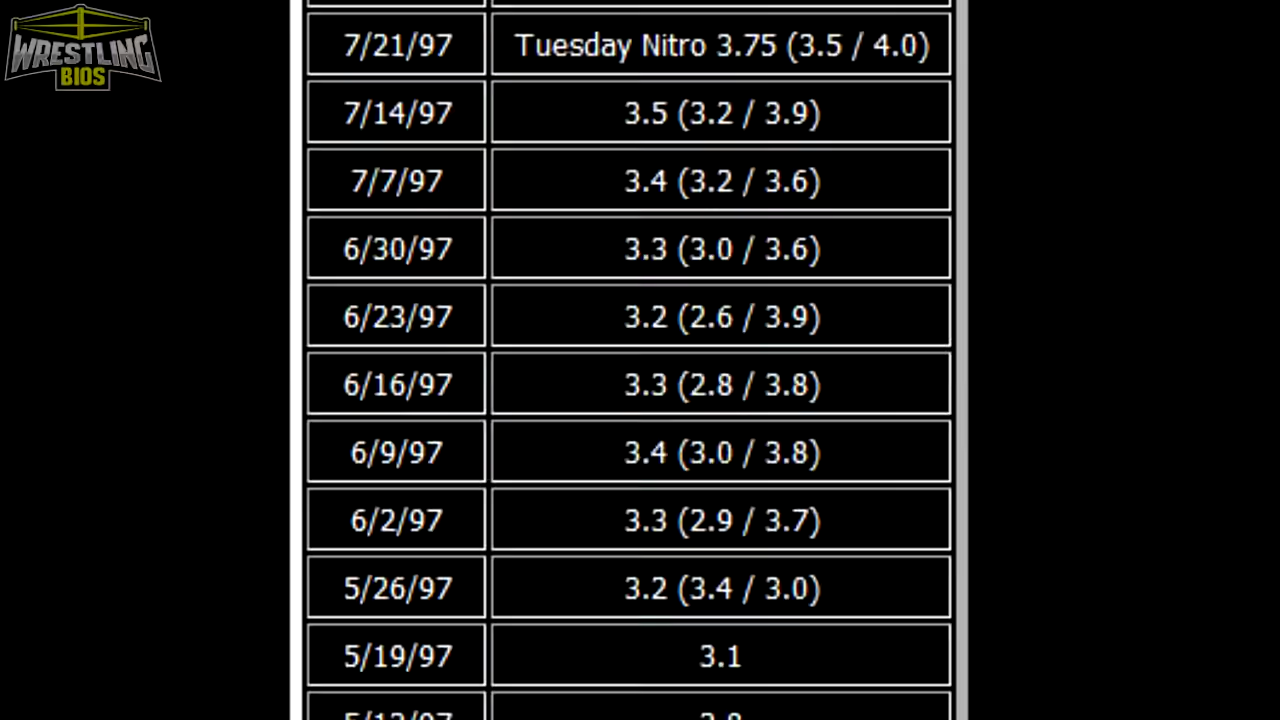 WRESTLING
BIOS
7/21/97 Tuesday Nitro 3.75 (3.5 / 4.0)
7/14/97 3.5 (3.2 / 3.9)
7/7/97 3.4 (3.2 / 3.6)
6/30/97 3.3 (3.0 / 3.6)
6/23/97 3.2 (2.6 / 3.9)
6/16/97 3.3 (2.8 / 3.8)
6/9/97 3.4 (3.0 / 3.8)
6/2/97 3.3 (2.9 / 3.7)
5/26/97 3.2 (3.4 / 3.0)
5/19/97 3.1